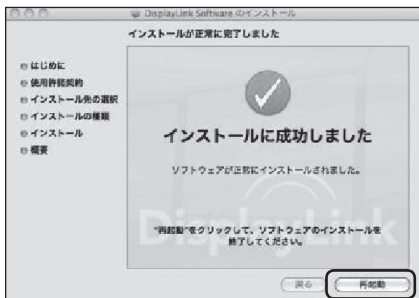 DisplayLink Software のインストール
インストールが正常に完了しました
はじめに
使用許諾契約
インストール先の選択
インストールの種類
インストール
概要
インストールに成功しました
ソフトウェアが正常にインストールされました。
"再起動"をクリックして、ソフトウェアのインストールを
終了してください。
DisplayLink
戻る
再起動